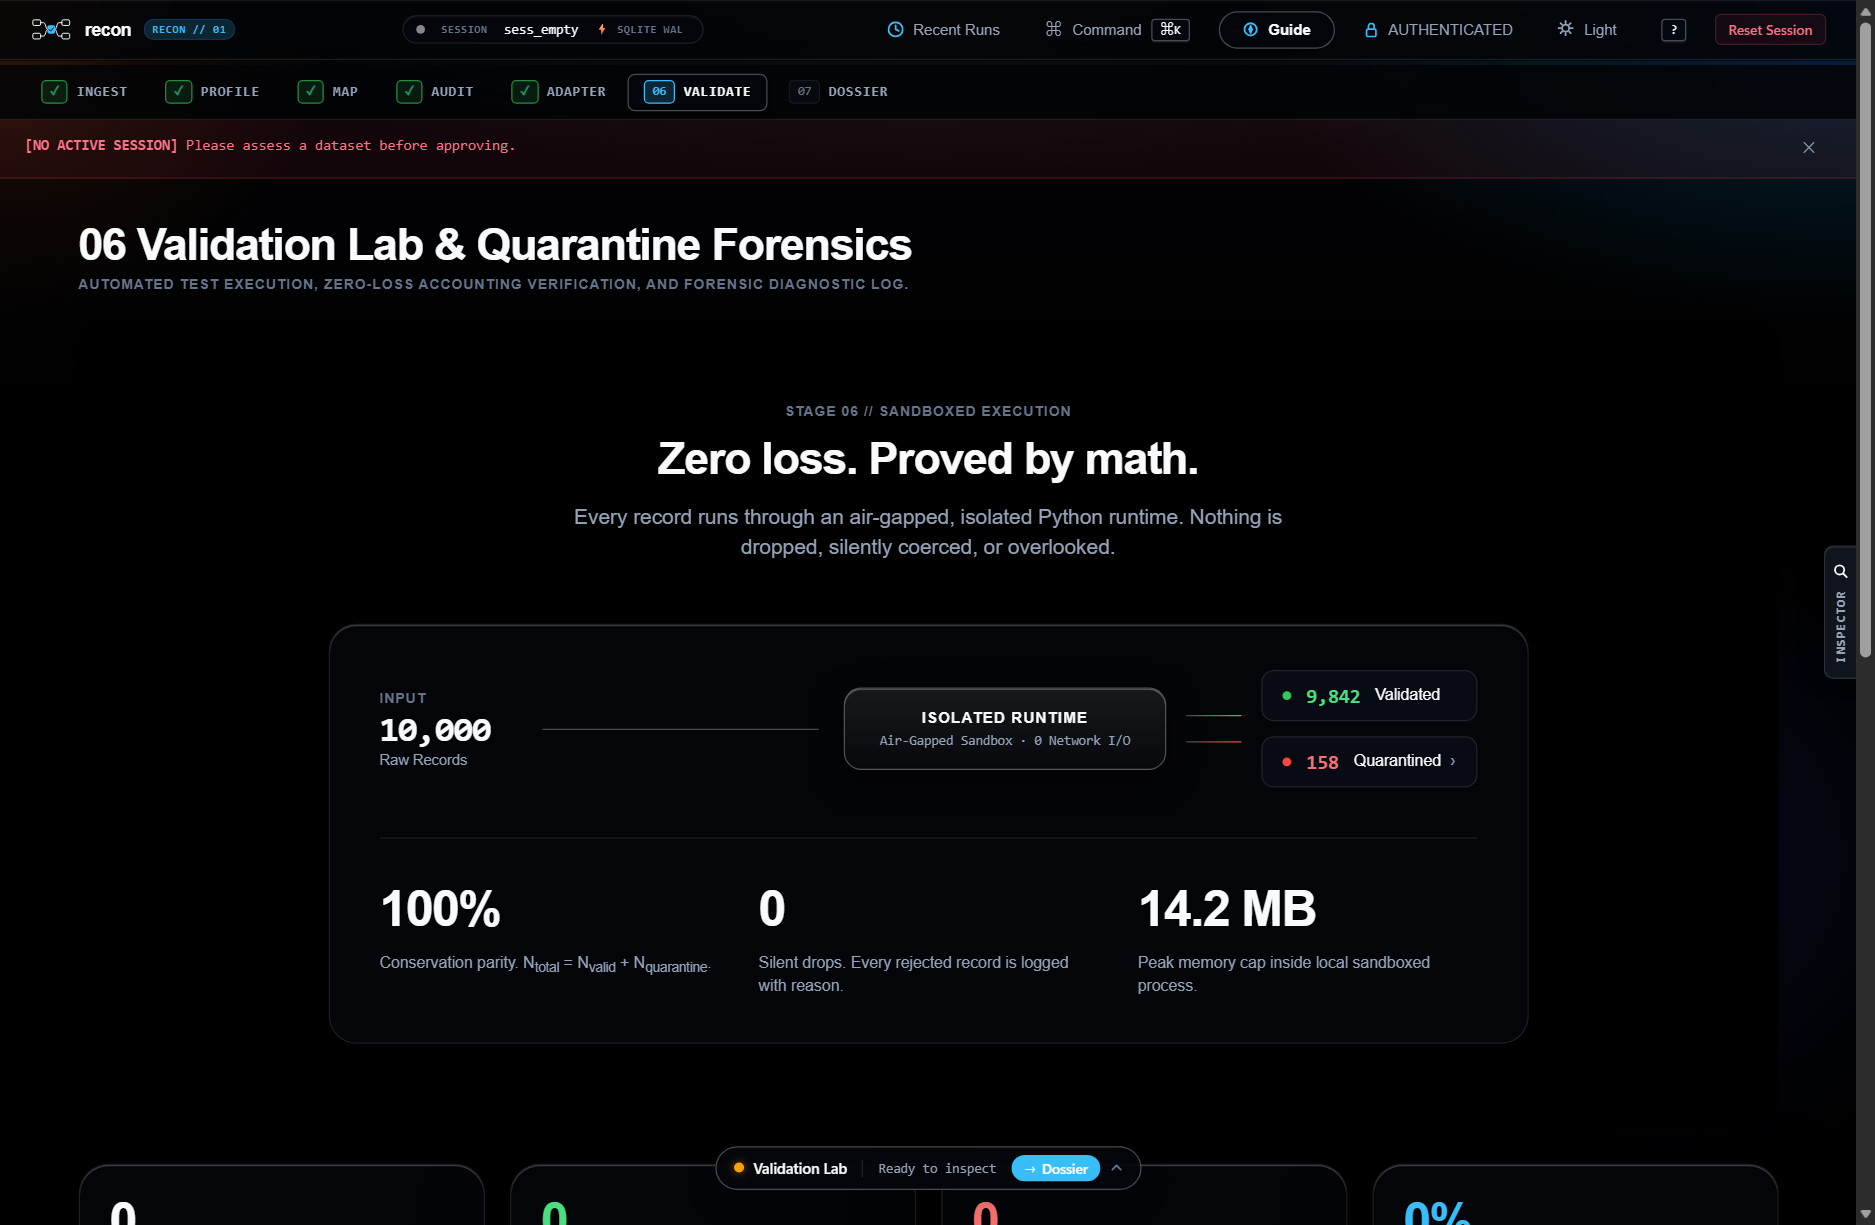 recon RECON // 01 SESSION sess_empty SQLITE WAL Recent Runs Command ⌘K Guide AUTHENTICATED Light ? Reset Session
✓ INGEST ✓ PROFILE ✓ MAP ✓ AUDIT ✓ ADAPTER 06 VALIDATE 07 DOSSIER
[NO ACTIVE SESSION] Please assess a dataset before approving.
06 Validation Lab & Quarantine Forensics
AUTOMATED TEST EXECUTION, ZERO-LOSS ACCOUNTING VERIFICATION, AND FORENSIC DIAGNOSTIC LOG.
STAGE 06 // SANDBOXED EXECUTION
Zero loss. Proved by math.
Every record runs through an air-gapped, isolated Python runtime. Nothing is
dropped, silently coerced, or overlooked.
INSPECTOR
INPUT
10,000
Raw Records
ISOLATED RUNTIME
Air-Gapped Sandbox · 0 Network I/O
9,842 Validated
158 Quarantined ›
100%
Conservation parity. Ntotal = Nvalid + Nquarantine.
0
Silent drops. Every rejected record is logged
with reason.
14.2 MB
Peak memory cap inside local sandboxed
process.
Validation Lab Ready to inspect → Dossier
0 0 0 0%